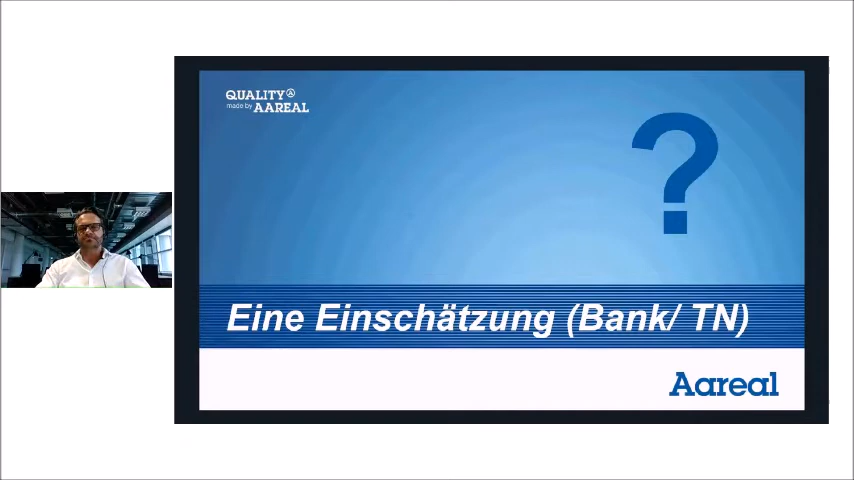 QUALITY
made by AAREAL
?
Eine Einschätzung (Bank/ TN)
Aareal